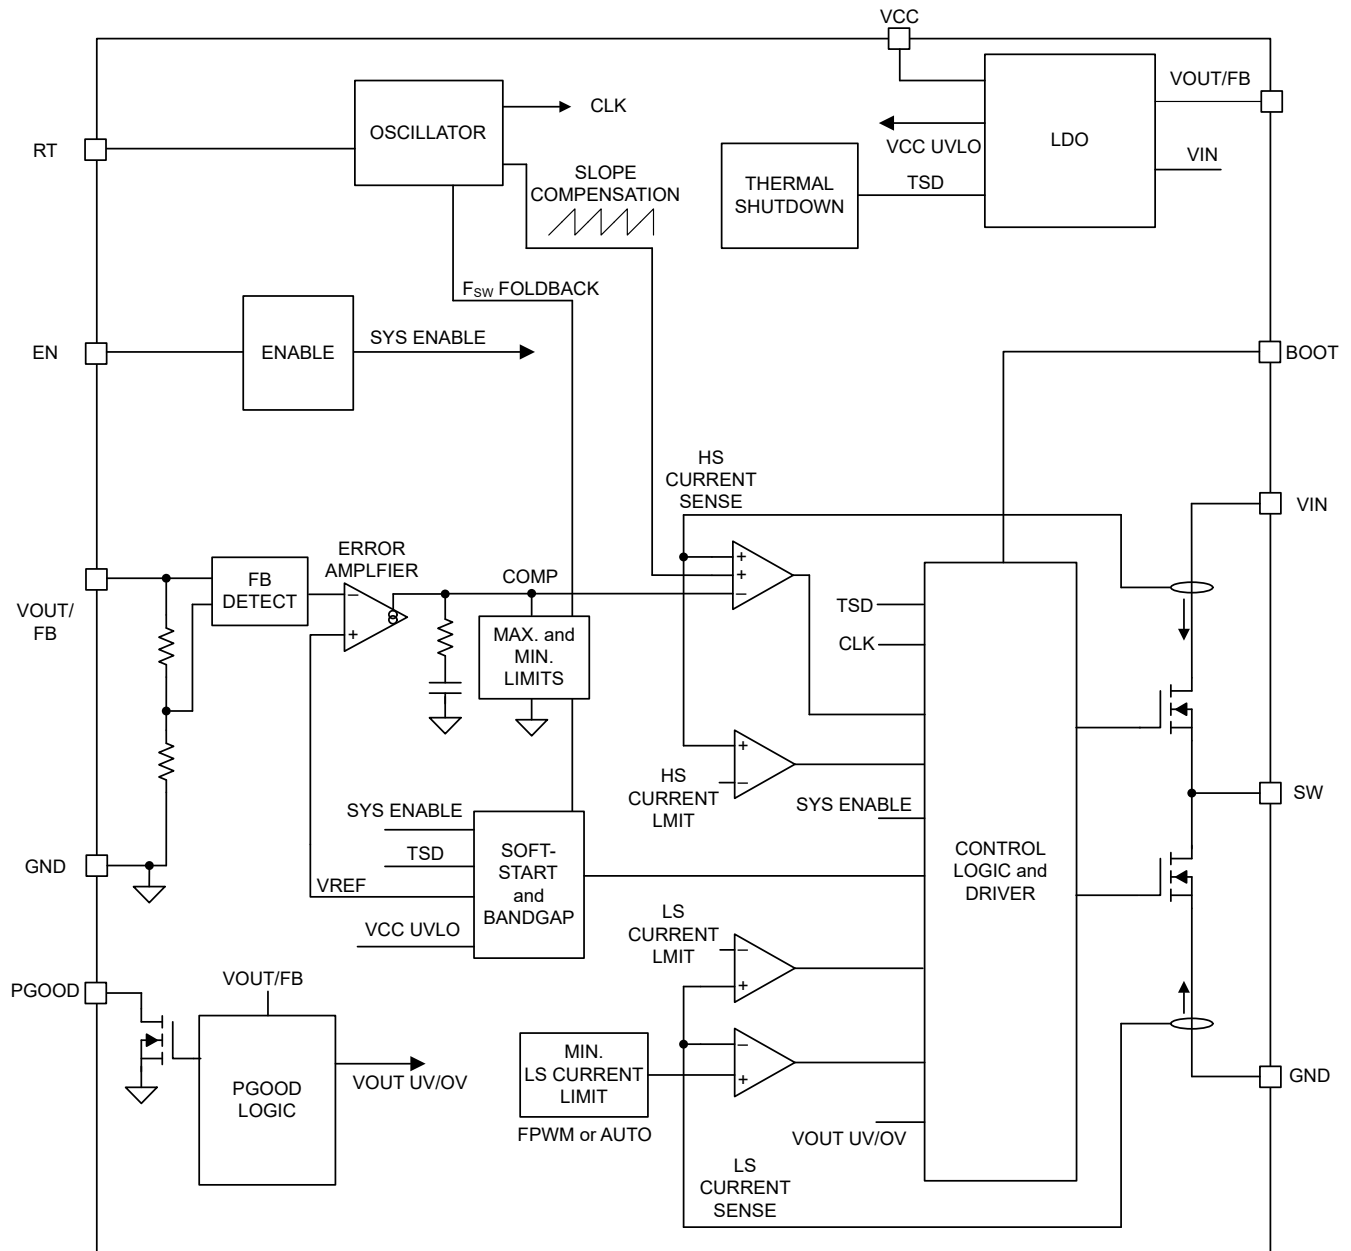 VCC
VOUT/FB
OSCILLATOR
CLK
LDO
RT
VCC UVLO
VIN
SLOPE
COMPENSATION
THERMAL
SHUTDOWN
TSD
FSW FOLDBACK
EN
ENABLE
SYS ENABLE
BOOT
HS
CURRENT
SENSE
VIN
ERROR
AMPLFIER
FB
DETECT
COMP
+
+
−
−
+
VOUT/
FB
MAX. and
MIN.
LIMITS
TSD
CLK
+
−
HS
CURRENT
LMIT
SYS ENABLE
SW
SYS ENABLE
TSD
VREF
VCC UVLO
SOFT-
START
and
BANDGAP
CONTROL
LOGIC and
DRIVER
GND
LS
CURRENT
LMIT
−
+
PGOOD
VOUT/FB
PGOOD
LOGIC
VOUT UV/OV
MIN.
LS CURRENT
LIMIT
−
+
FPWM or AUTO
VOUT UV/OV
GND
LS
CURRENT
SENSE